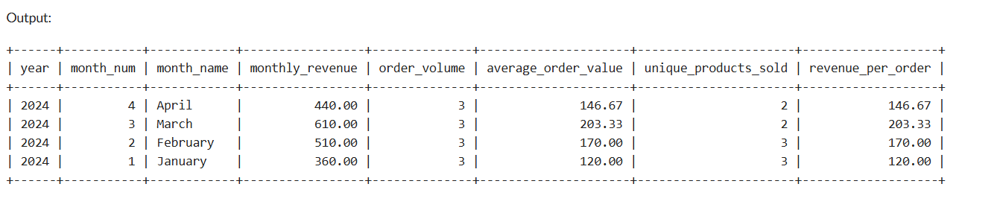 Output:
+------+-----------+------------+-----------------+--------------+---------------------+----------------------+------------------+
| year | month_num | month_name | monthly_revenue | order_volume | average_order_value | unique_products_sold | revenue_per_order |
+------+-----------+------------+-----------------+--------------+---------------------+----------------------+-------------------+
| 2024 |         4 | April      |          440.00 |            3 |              146.67 |                    2 |            146.67 |
| 2024 |         3 | March      |          610.00 |            3 |              203.33 |                    2 |            203.33 |
| 2024 |         2 | February   |          510.00 |            3 |              170.00 |                    3 |            170.00 |
| 2024 |         1 | January    |          360.00 |            3 |              120.00 |                    3 |            120.00 |
+------+-----------+------------+-----------------+--------------+---------------------+----------------------+-------------------+